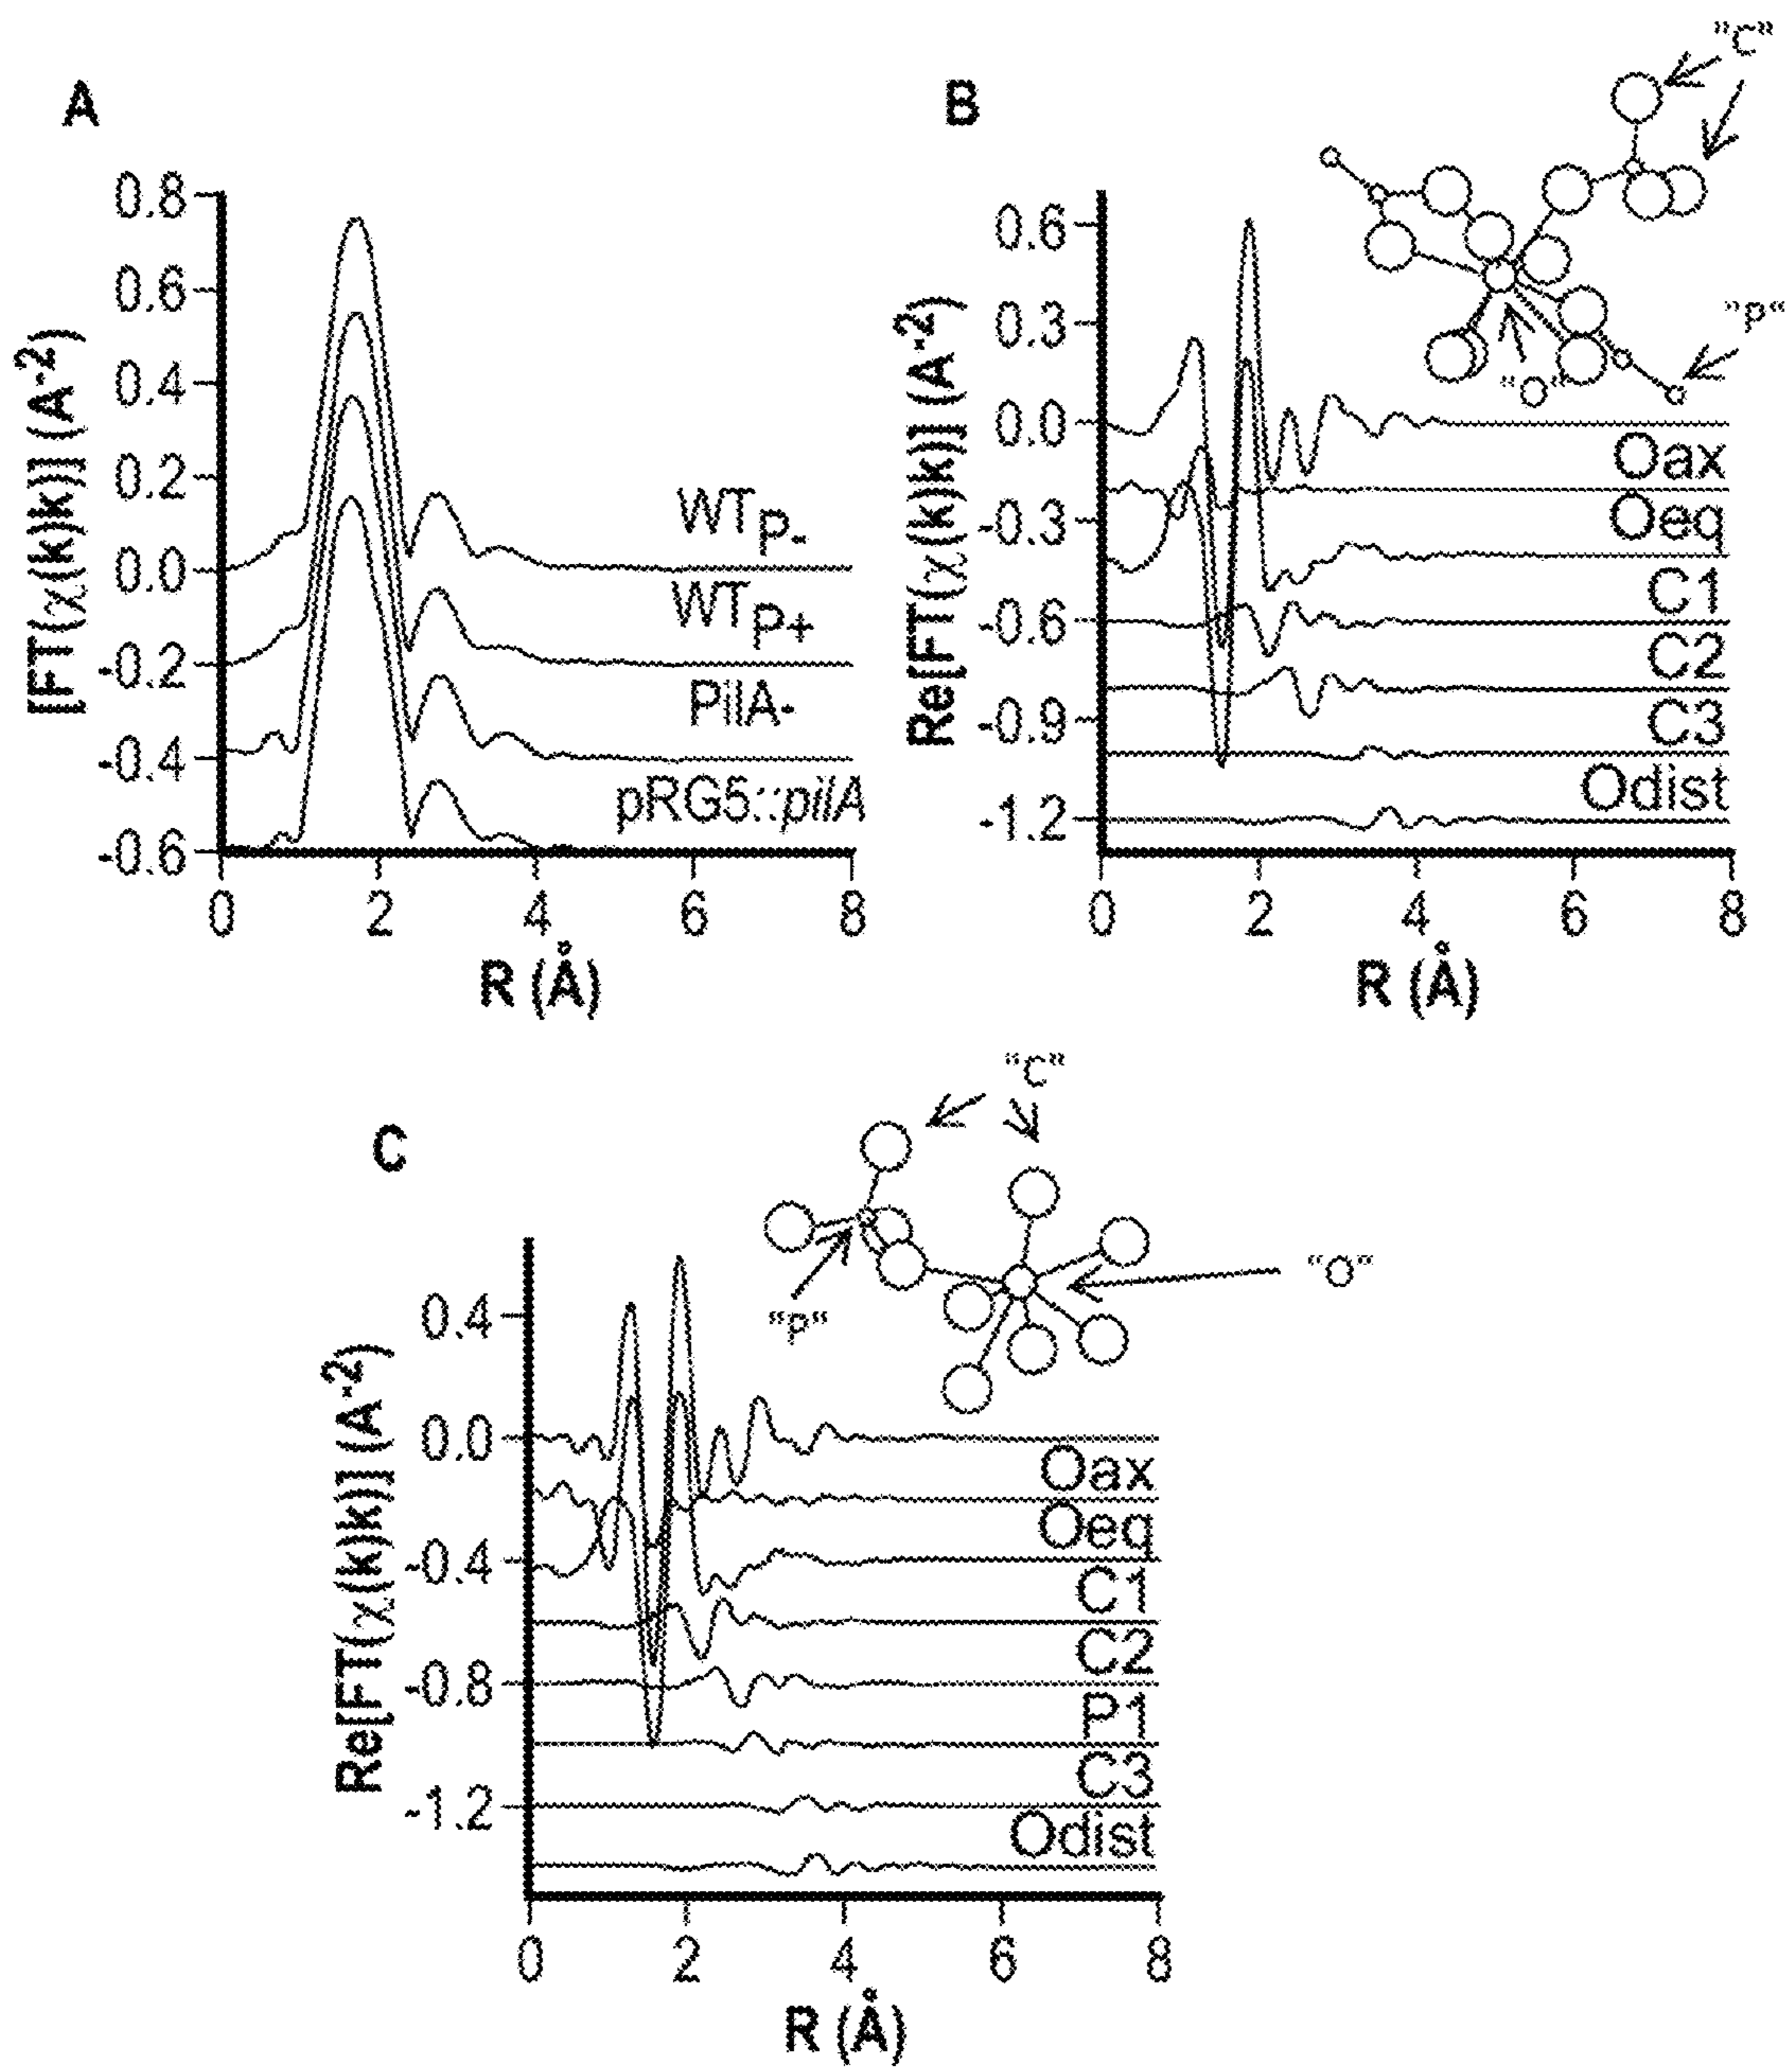 A
[FT(χ(k)k)] (A-2)
0.8
0.6
0.4
0.2
0.0
-0.2
-0.4
-0.6
WTP-
WTP+
PilA-
pRG5::pilA
0 2 4 6 8
R (Å)
B
"C"
"P"
"O"
Re[FT(χ(k)k)] (A-2)
0.6
0.3
0.0
-0.3
-0.6
-0.9
-1.2
Oax
Oeq
C1
C2
C3
Odist
0 2 4 6 8
R (Å)
C
"C"
"O"
"P"
Re[FT(χ(k)k)] (A-2)
0.4
0.0
-0.4
-0.8
-1.2
Oax
Oeq
C1
C2
P1
C3
Odist
0 2 4 6 8
R (Å)